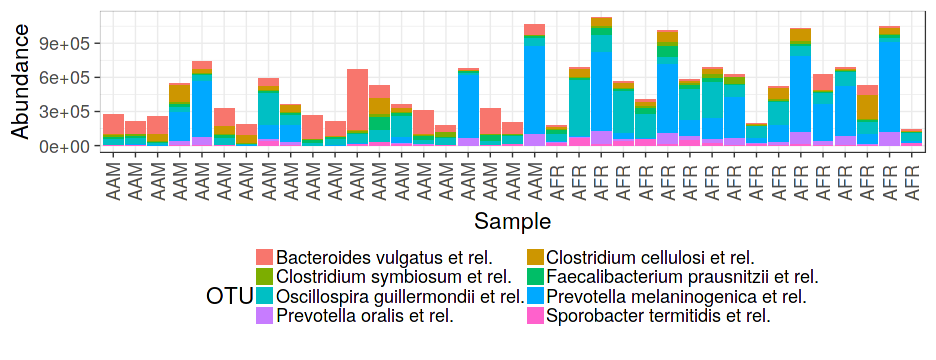 Abundance
9e+05
6e+05
3e+05
0e+00
AAM AAM AAM AAM AAM AAM AAM AAM AAM AAM AAM AAM AAM AAM AAM AAM AAM AAM AAM AAM AFR AFR AFR AFR AFR AFR AFR AFR AFR AFR AFR AFR AFR AFR AFR AFR AFR
Sample
OTU
Bacteroides vulgatus et rel. Clostridium cellulosi et rel.
Clostridium symbiosum et rel. Faecalibacterium prausnitzii et rel.
Oscillospira guillermondii et rel. Prevotella melaninogenica et rel.
Prevotella oralis et rel. Sporobacter termitidis et rel.